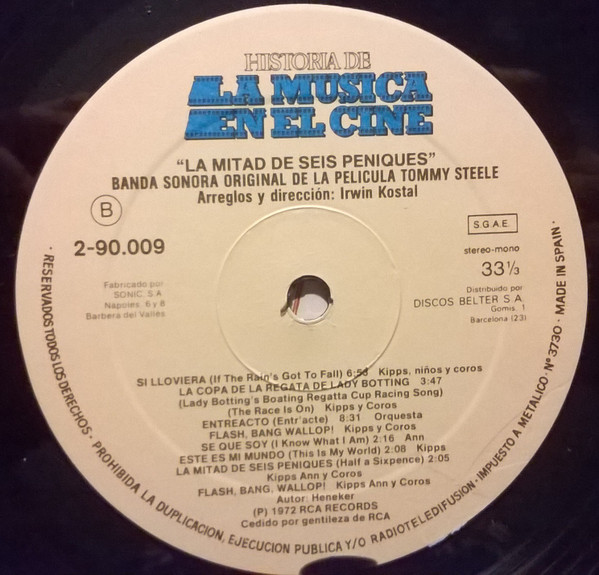 HISTORIA DE
LA MUSICA
EN EL CINE
“LA MITAD DE SEIS PENIQUES”
BANDA SONORA ORIGINAL DE LA PELICULA TOMMY STEELE
Arreglos y dirección: Irwin Kostal
B
2-90.009
Fabricado por
SONIC, S.A.
Nápoles 6 y 8
Barberá del Vallés
S.G.A.E.
stereo-mono
33 1/3
Distribuido por
DISCOS BELTER S.A.
Gomis, 1
Barcelona (23)
SI LLOVIERA (If The Rain's Got To Fall) 6:53 Kipps, niños y coros
LA COPA DE LA REGATA DE LADY BOTTING 3:47
(Lady Botting's Boating Regatta Cup Racing Song)
(The Race Is On) Kipps y Coros
ENTREACTO (Entr'acte) 8:31 Orquesta
FLASH, BANG WALLOP! Kipps y Coros
SE QUE SOY (I Know What I Am) 2:16 Ann
ESTE ES MI MUNDO (This Is My World) 2:08 Kipps
LA MITAD DE SEIS PENIQUES (Half a Sixpence) 2:05
Kipps Ann y Coros
FLASH, BANG, WALLOP! Kipps Ann y Coros
Autor: Heneker
(P) 1972 RCA RECORDS
Cedido por gentileza de RCA
· RESERVADOS TODOS LOS DERECHOS · PROHIBIDA LA DUPLICACION, EJECUCION PUBLICA Y/O RADIOTELEDIFUSION · IMPUESTO A METALICO · Nº 3730 · MADE IN SPAIN ·